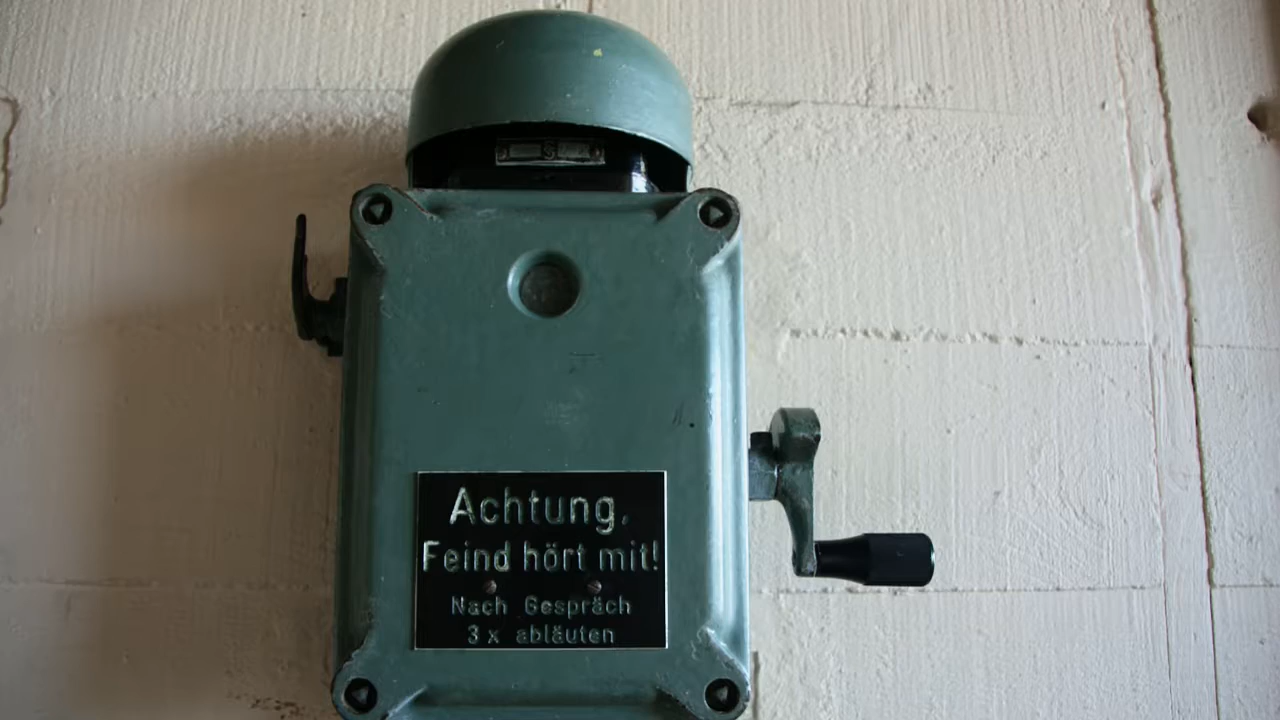 Achtung,
Feind hört mit!
Nach Gespräch
3 x abläuten